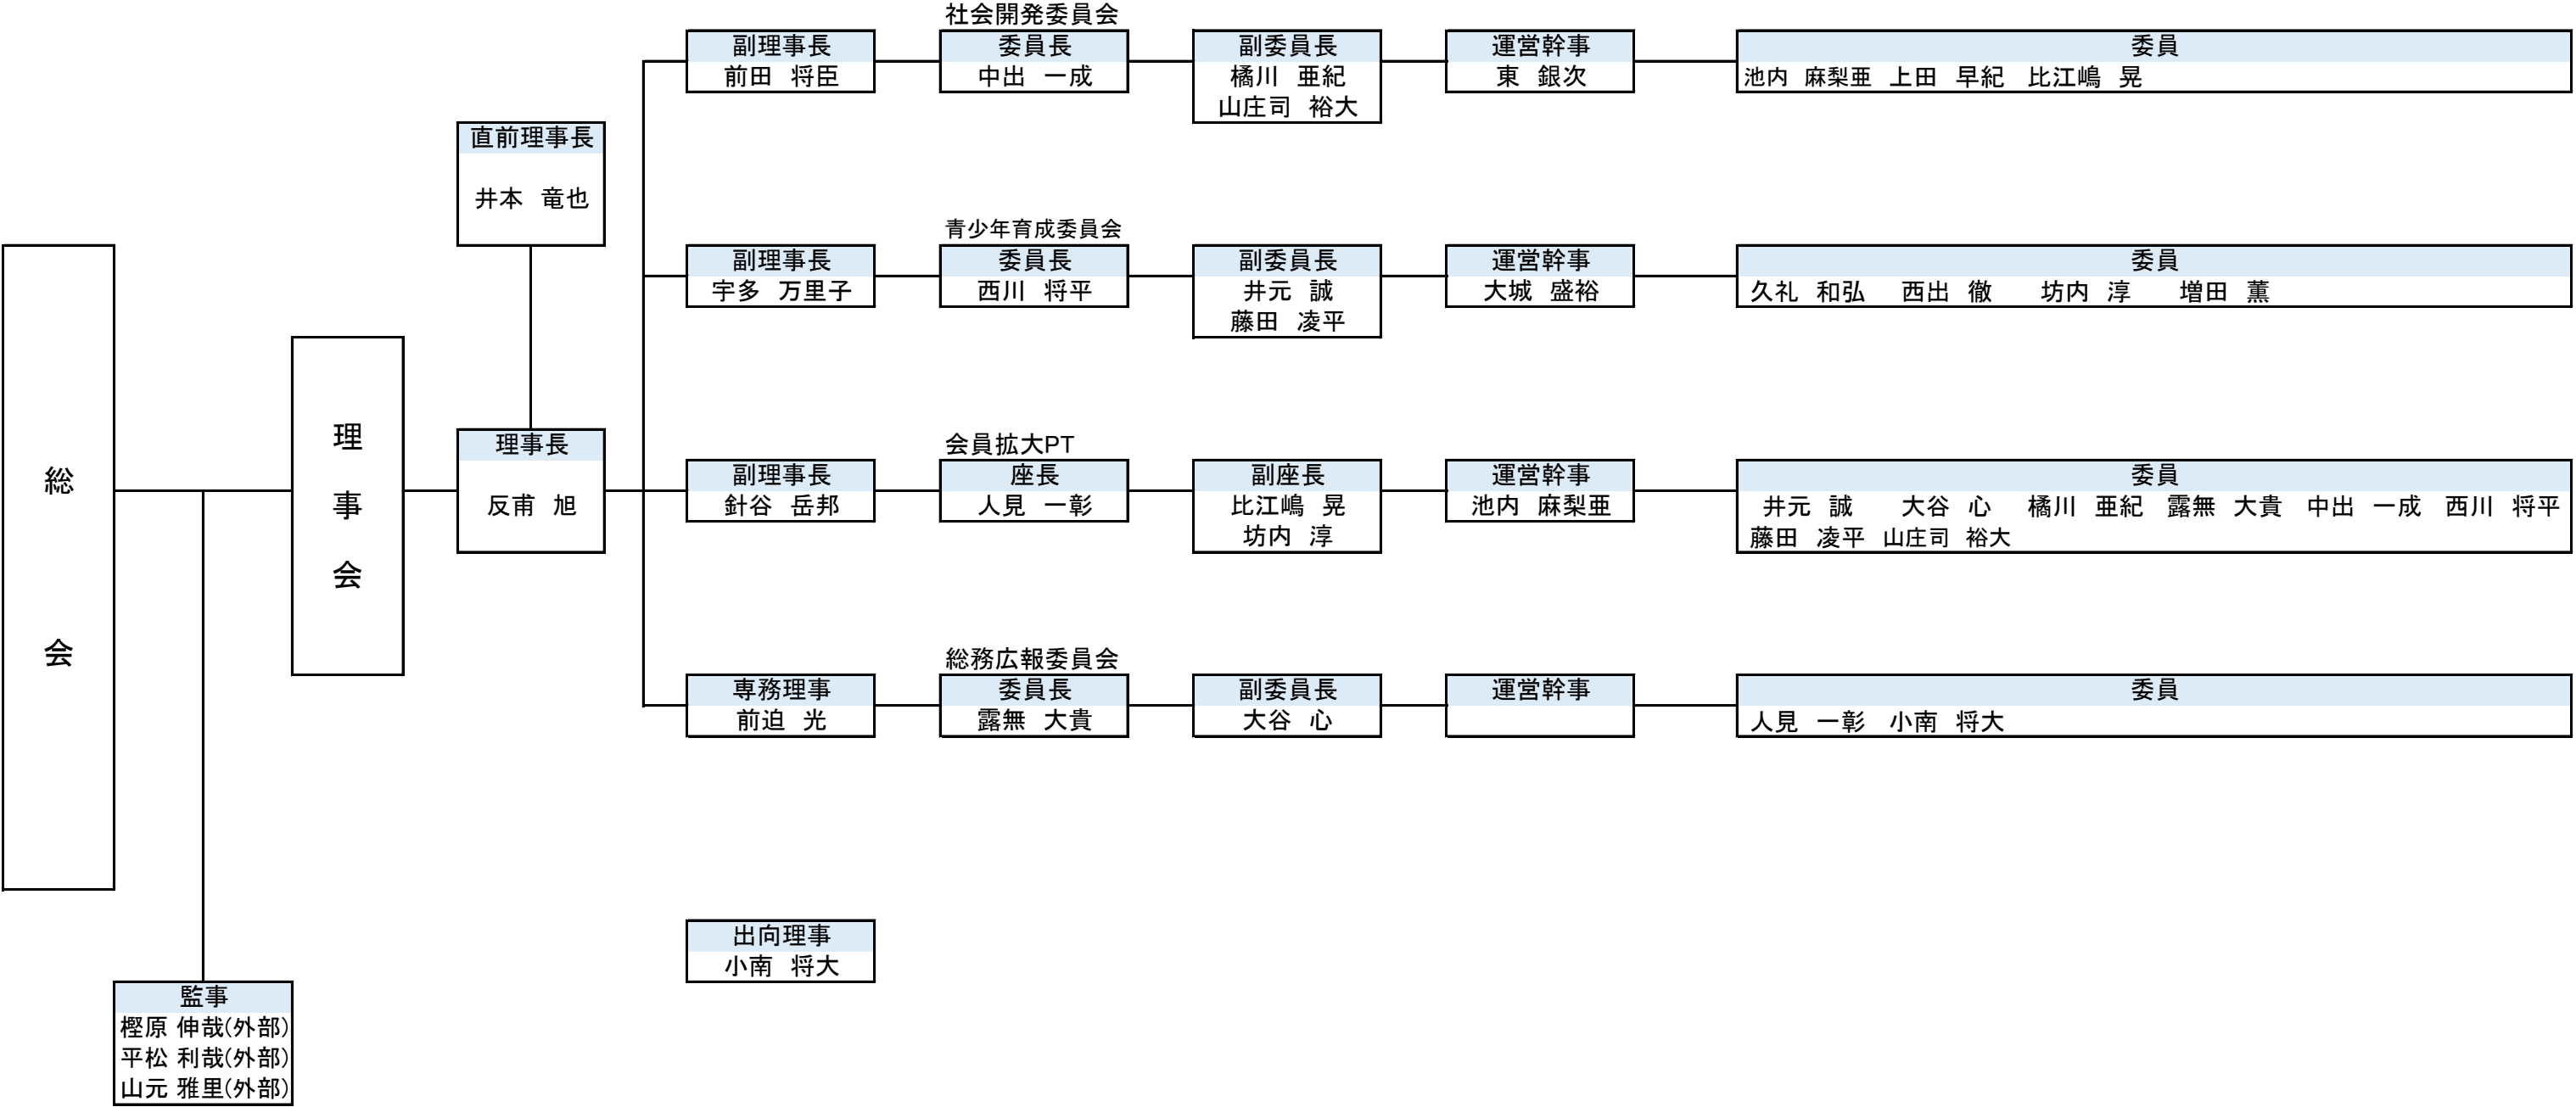 総会
理事会
直前理事長
井本 竜也
理事長
反甫 旭
社会開発委員会
副理事長
前田 将臣
委員長
中出 一成
副委員長
橘川 亜紀
山庄司 裕大
運営幹事
東 銀次
委員
池内 麻梨亜 上田 早紀 比江嶋 晃
青少年育成委員会
副理事長
宇多 万里子
委員長
西川 将平
副委員長
井元 誠
藤田 凌平
運営幹事
大城 盛裕
委員
久礼 和弘 西出 徹 坊内 淳 増田 薫
会員拡大PT
副理事長
針谷 岳邦
座長
人見 一彰
副座長
比江嶋 晃
坊内 淳
運営幹事
池内 麻梨亜
委員
井元 誠 大谷 心 橘川 亜紀 露無 大貴 中出 一成 西川 将平
藤田 凌平 山庄司 裕大
総務広報委員会
専務理事
前迫 光
委員長
露無 大貴
副委員長
大谷 心
運営幹事
委員
人見 一彰 小南 将大
出向理事
小南 将大
監事
樫原 伸哉(外部)
平松 利哉(外部)
山元 雅里(外部)